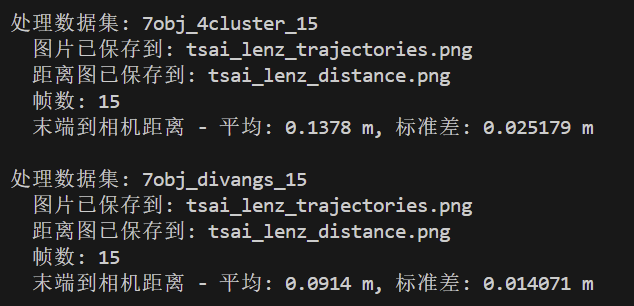 处理数据集: 7obj_4cluster_15
图片已保存到: tsai_lenz_trajectories.png
距离图已保存到: tsai_lenz_distance.png
帧数: 15
末端到相机距离 - 平均: 0.1378 m, 标准差: 0.025179 m
处理数据集: 7obj_divangs_15
图片已保存到: tsai_lenz_trajectories.png
距离图已保存到: tsai_lenz_distance.png
帧数: 15
末端到相机距离 - 平均: 0.0914 m, 标准差: 0.014071 m